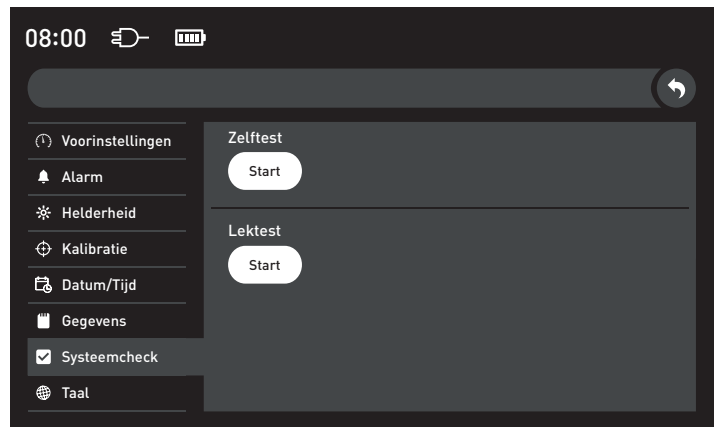 08:00
Voorinstellingen
Alarm
Helderheid
Kalibratie
Datum/Tijd
Gegevens
Systeemcheck
Taal
Zelftest
Start
Lektest
Start